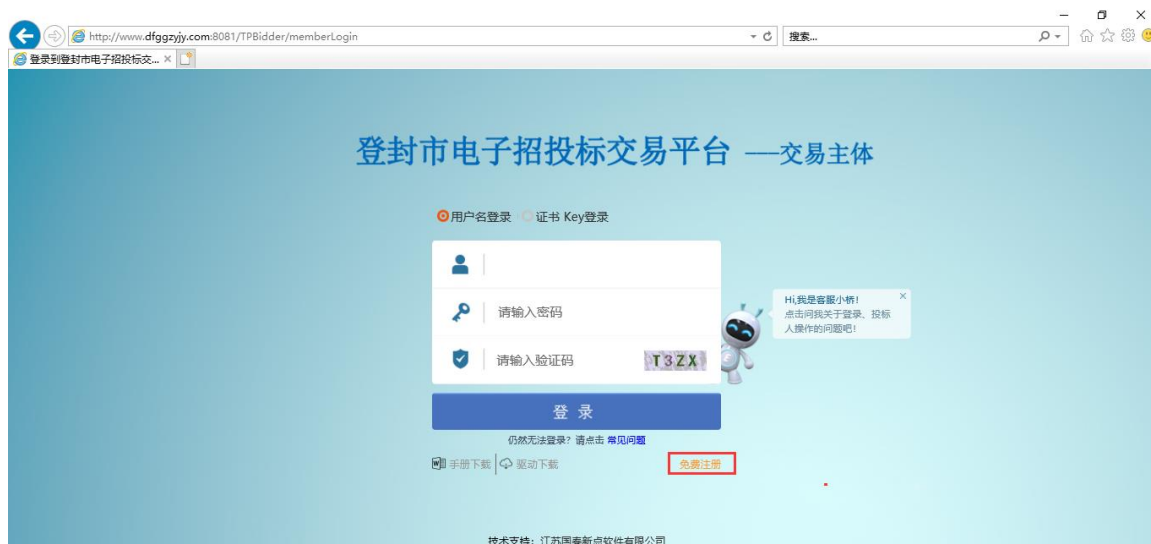 http://www.dfggzyjy.com:8081/TPBidder/memberLogin
搜索...
登录到登封市电子招投标交...
登封市电子招投标交易平台 —交易主体
用户名登录 证书 Key登录
请输入密码
Hi,我是客服小桥!
点击问我关于登录、投标
人操作的问题吧!
请输入验证码 T3ZX
登 录
仍然无法登录? 请点击 常见问题
手册下载 驱动下载 免费注册
技术支持: 江苏国泰新点软件有限公司